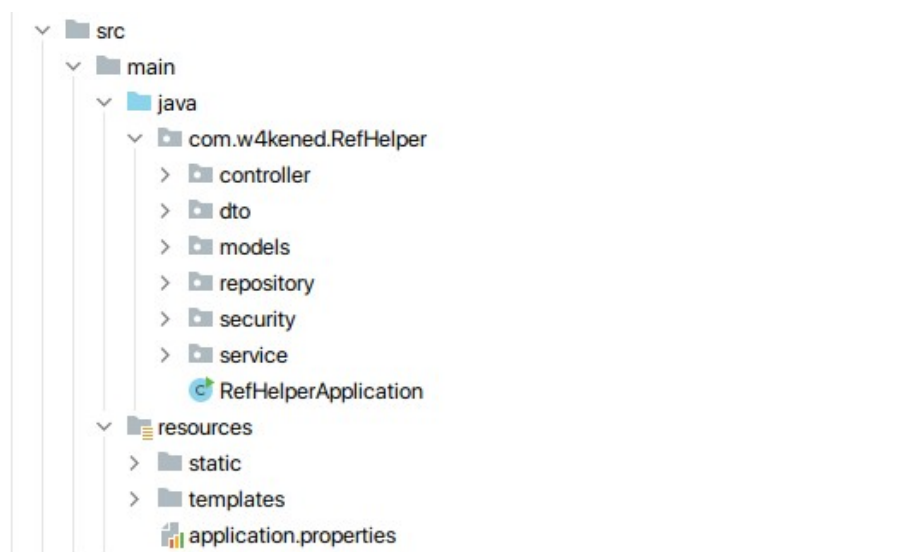 src
main
java
com.w4kened.RefHelper
controller
dto
models
repository
security
service
RefHelperApplication
resources
static
templates
application.properties